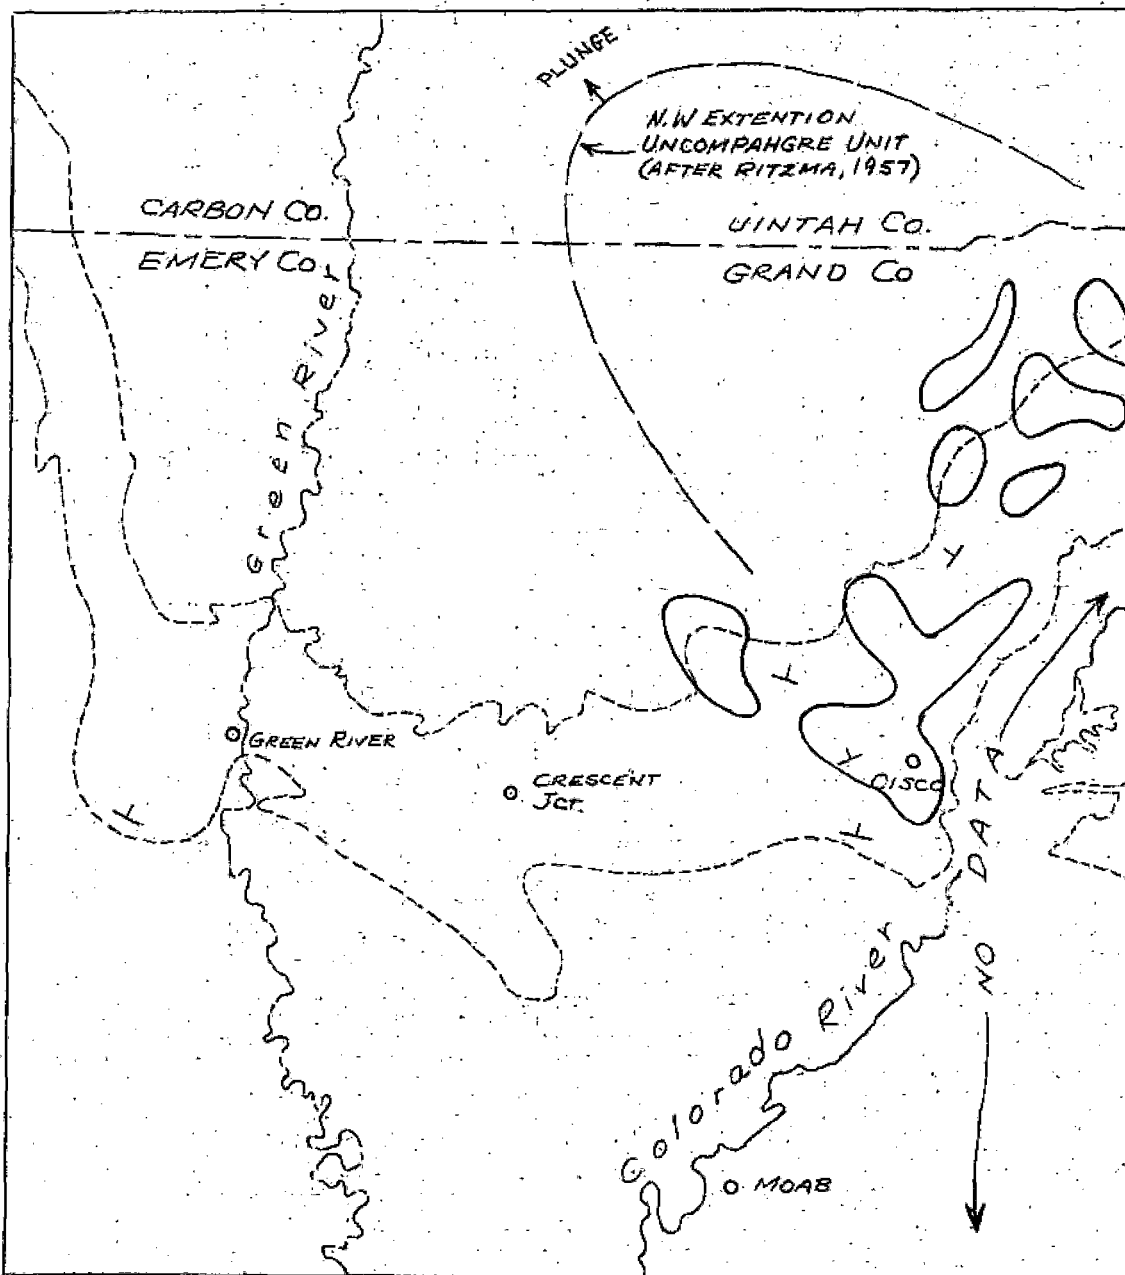 PLUNGE
N.W EXTENTION
UNCOMPAHGRE UNIT
(AFTER RITZMA, 1957)
CARBON CO.
UINTAH CO.
EMERY CO.
GRAND CO
Green River
GREEN RIVER
CRESCENT
JCT.
CISCO
NO DATA
Colorado River
MOAB